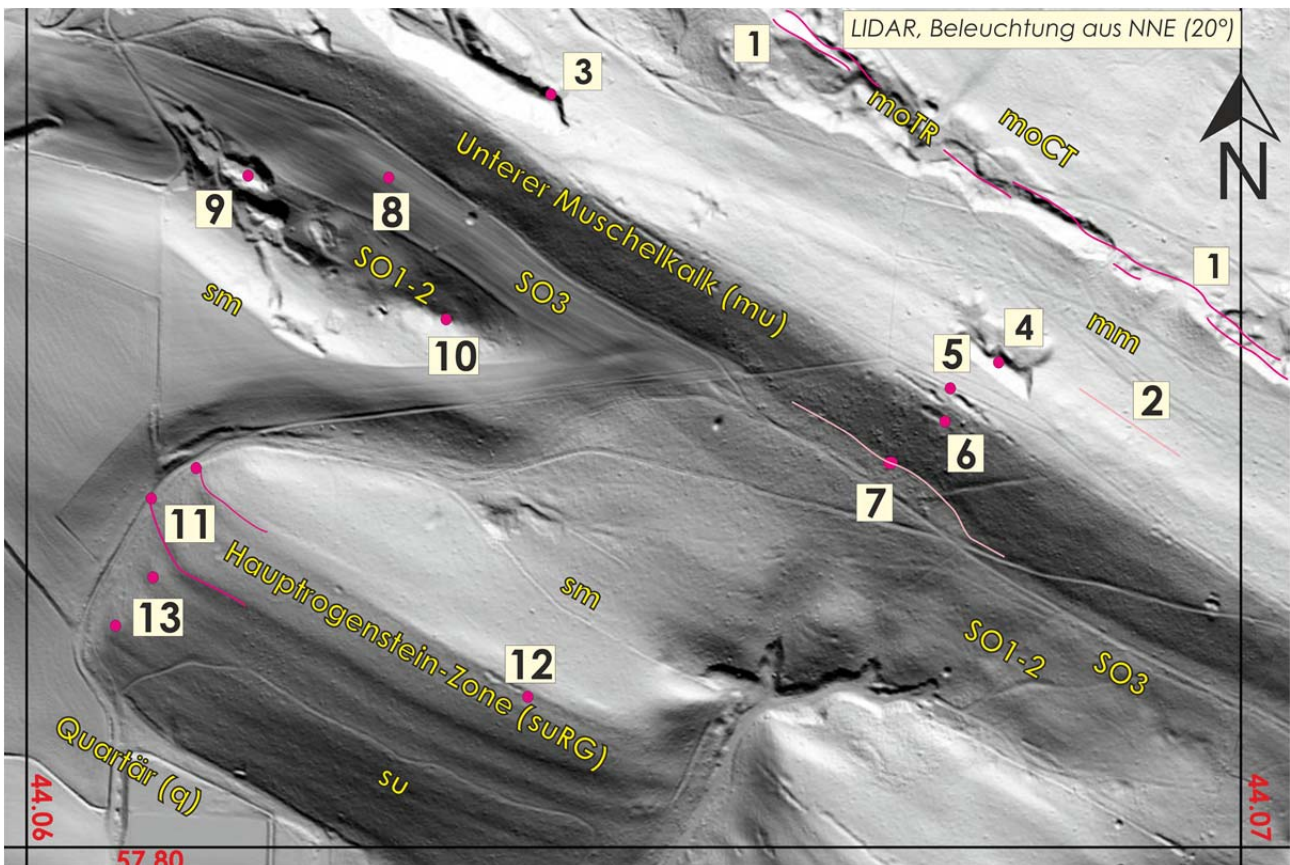 LIDAR, Beleuchtung aus NNE (20°)
1
3
moTR
moCT
N
Unterer Muschelkalk (mu)
9
8
SO1-2
SO3
sm
1
10
4
mm
5
2
6
7
11
Hauptrogenstein-Zone (suRG)
sm
13
SO1-2
SO3
12
Quartär (q)
su
44.06
44.07
57.80